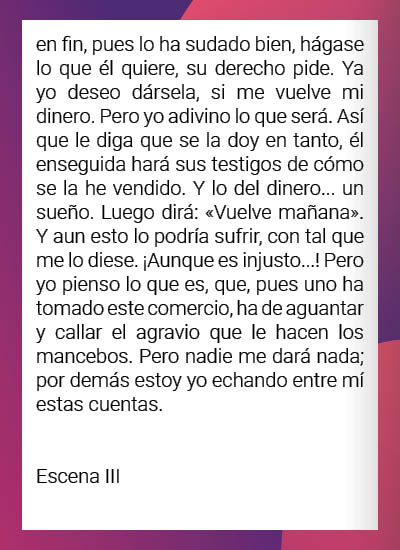 en fin, pues lo ha sudado bien, hágase
lo que él quiere, su derecho pide. Ya
yo deseo dársela, si me vuelve mi
dinero. Pero yo adivino lo que será. Así
que le diga que se la doy en tanto, él
enseguida hará sus testigos de cómo
se la he vendido. Y lo del dinero... un
sueño. Luego dirá: «Vuelve mañana».
Y aun esto lo podría sufrir, con tal que
me lo diese. ¡Aunque es injusto...! Pero
yo pienso lo que es, que, pues uno ha
tomado este comercio, ha de aguantar
y callar el agravio que le hacen los
mancebos. Pero nadie me dará nada;
por demás estoy yo echando entre mí
estas cuentas.
Escena III